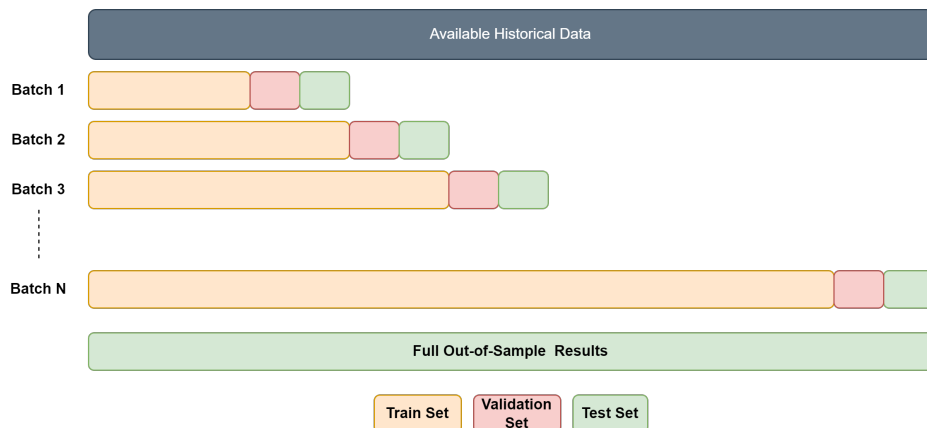 Available Historical Data
Batch 1
Batch 2
Batch 3
Batch N
Full Out-of-Sample Results
Train Set
Validation
Set
Test Set